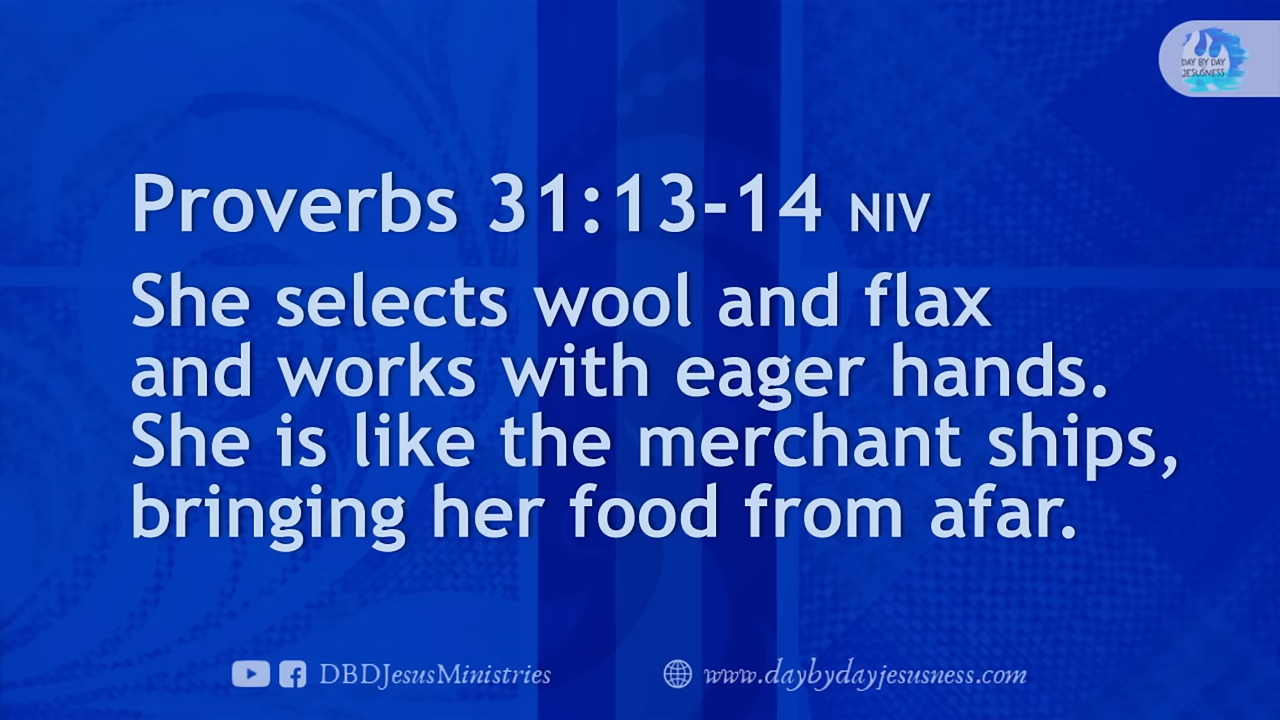 DAY BY DAY
JESUSNESS
Proverbs 31:13-14 NIV
She selects wool and flax
and works with eager hands.
She is like the merchant ships,
bringing her food from afar.
DBDJesusMinistries
www.daybydayjesusness.com